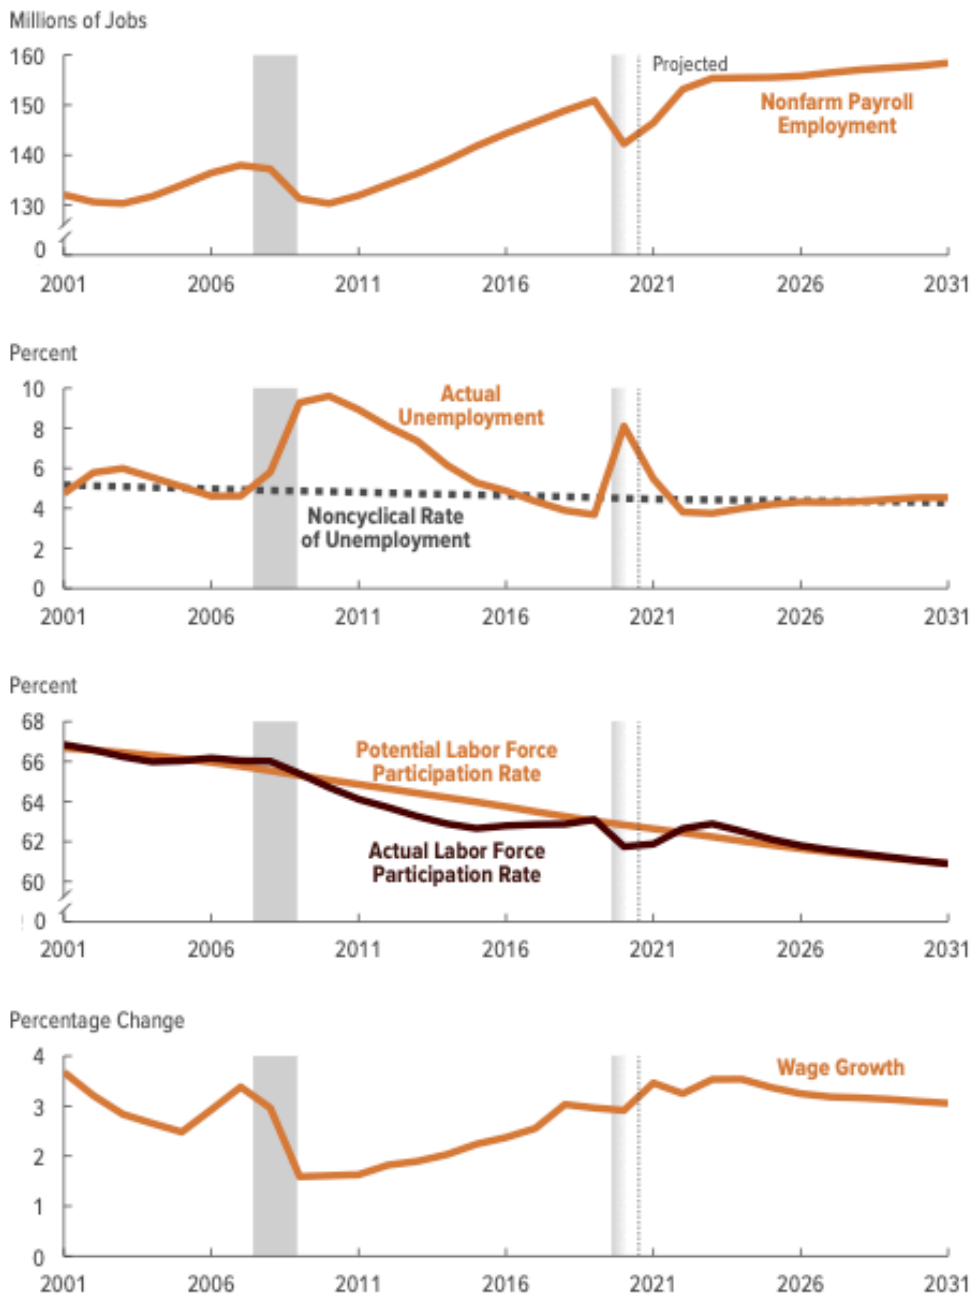 Millions of Jobs
160
Projected
150
Nonfarm Payroll
Employment
140
130
0
2001 2006 2011 2016 2021 2026 2031
Percent
10
Actual
Unemployment
8
6
4
Noncyclical Rate
of Unemployment
2
0
2001 2006 2011 2016 2021 2026 2031
Percent
68
66
Potential Labor Force
Participation Rate
64
62
Actual Labor Force
Participation Rate
60
0
2001 2006 2011 2016 2021 2026 2031
Percentage Change
4
Wage Growth
3
2
1
0
2001 2006 2011 2016 2021 2026 2031